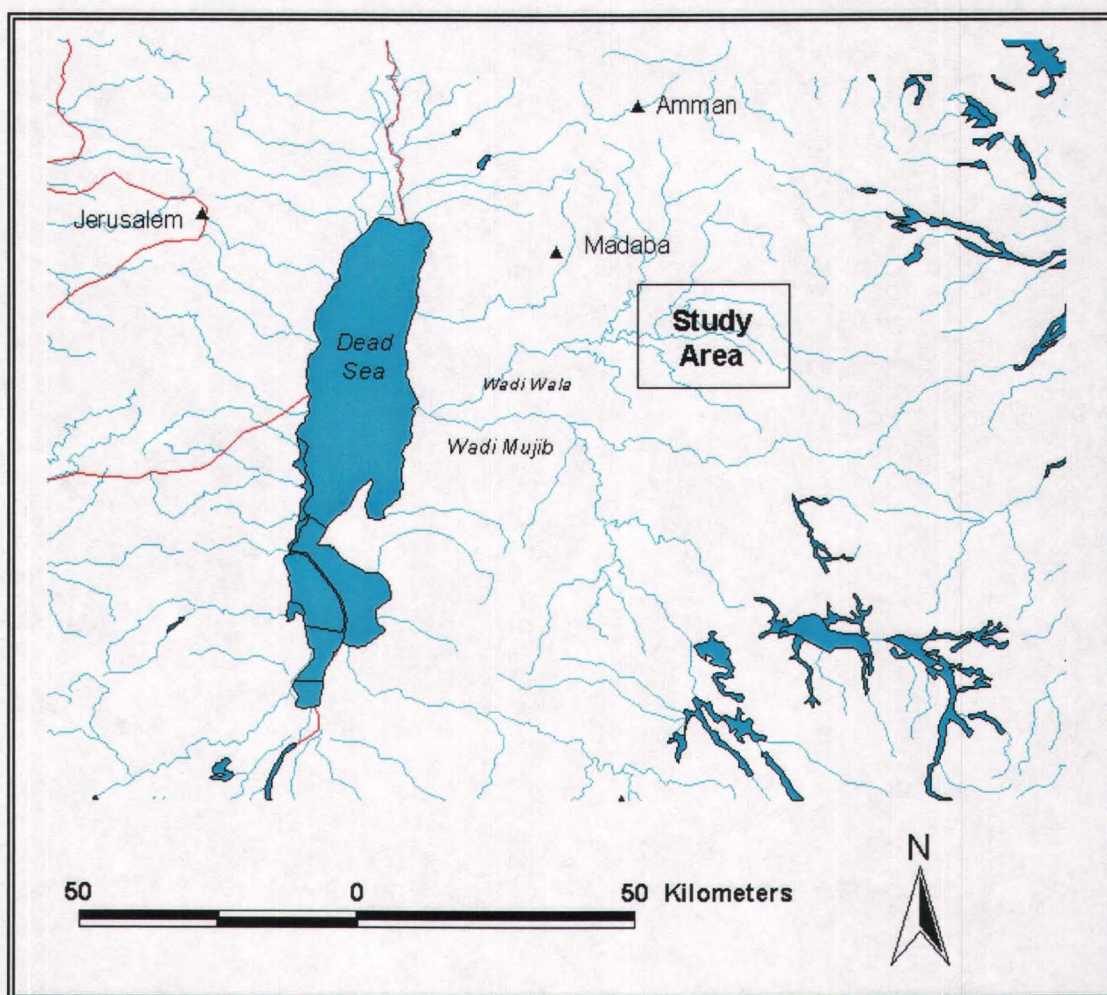 Amman
Jerusalem
Madaba
Study
Area
Dead
Sea
Wadi Wala
Wadi Mujib
N
50 0 50 Kilometers